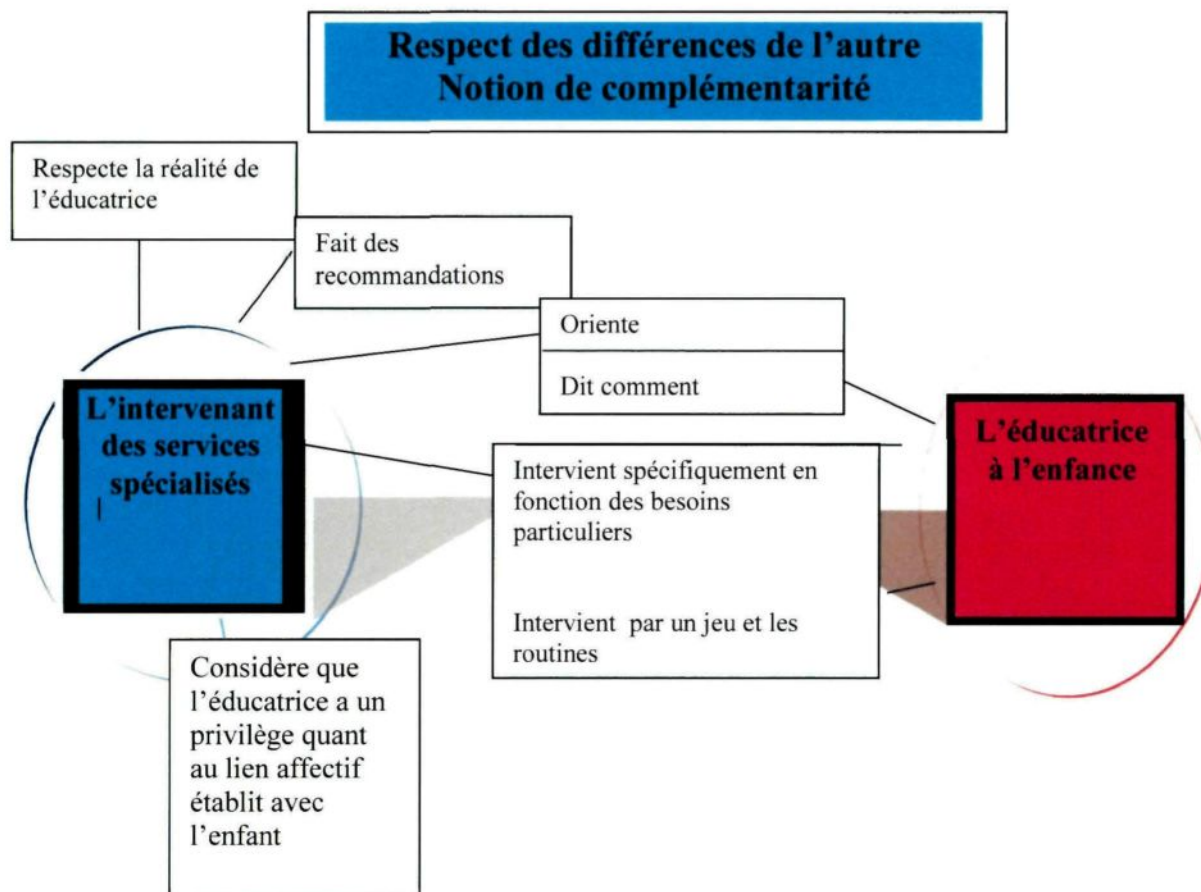 Respect des différences de l'autre
Notion de complémentarité
Respecte la réalité de
l'éducatrice
Fait des
recommandations
Oriente
Dit comment
L'intervenant
des services
spécialisés
Intervient spécifiquement en
fonction des besoins
particuliers
Intervient par un jeu et les
routines
L'éducatrice
à l'enfance
Considère que
l'éducatrice a un
privilège quant
au lien affectif
établit avec
l'enfant